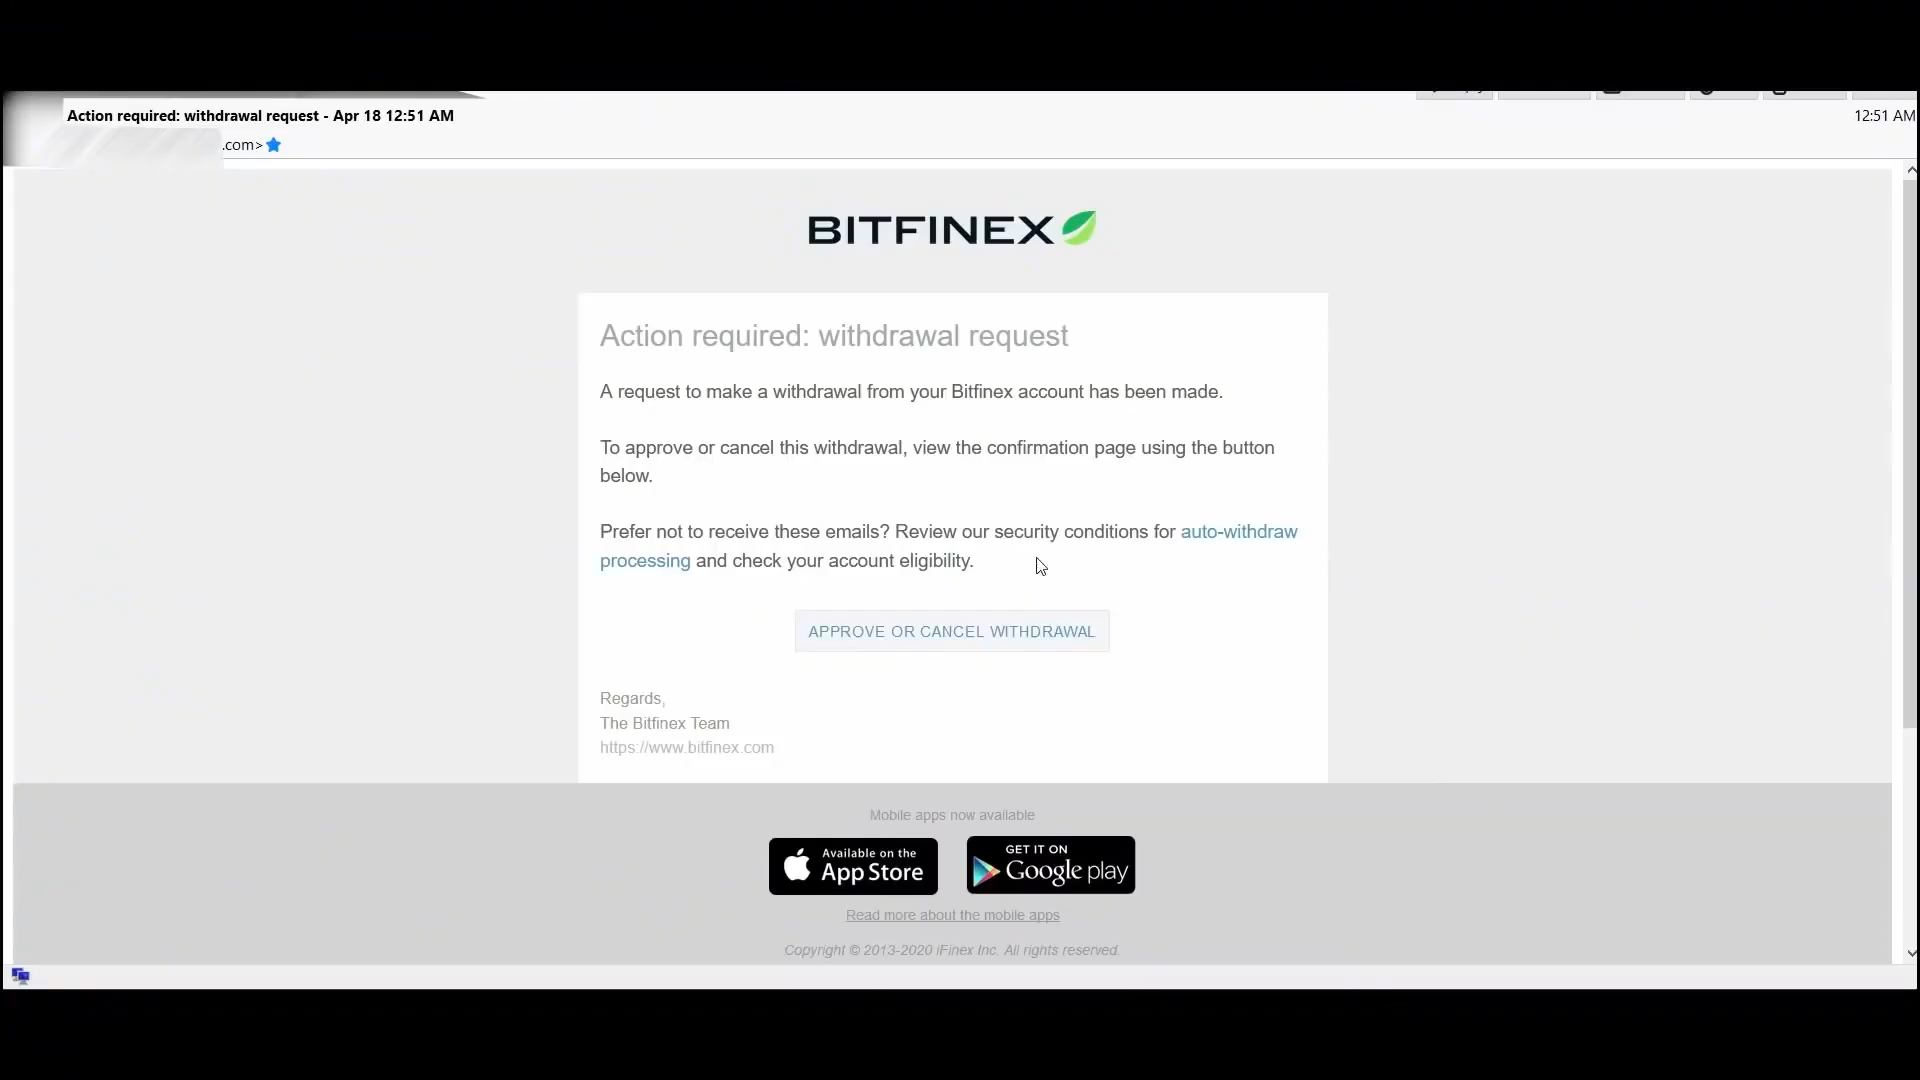 Action required: withdrawal request - Apr 18 12:51 AM
12:51 AM
.com>
BITFINEX
Action required: withdrawal request
A request to make a withdrawal from your Bitfinex account has been made.
To approve or cancel this withdrawal, view the confirmation page using the button
below.
Prefer not to receive these emails? Review our security conditions for auto-withdraw
processing and check your account eligibility.
APPROVE OR CANCEL WITHDRAWAL
Regards,
The Bitfinex Team
https://www.bitfinex.com
Mobile apps now available
Available on the
App Store
GET IT ON
Google play
Read more about the mobile apps
Copyright © 2013-2020 iFinex Inc. All rights reserved.